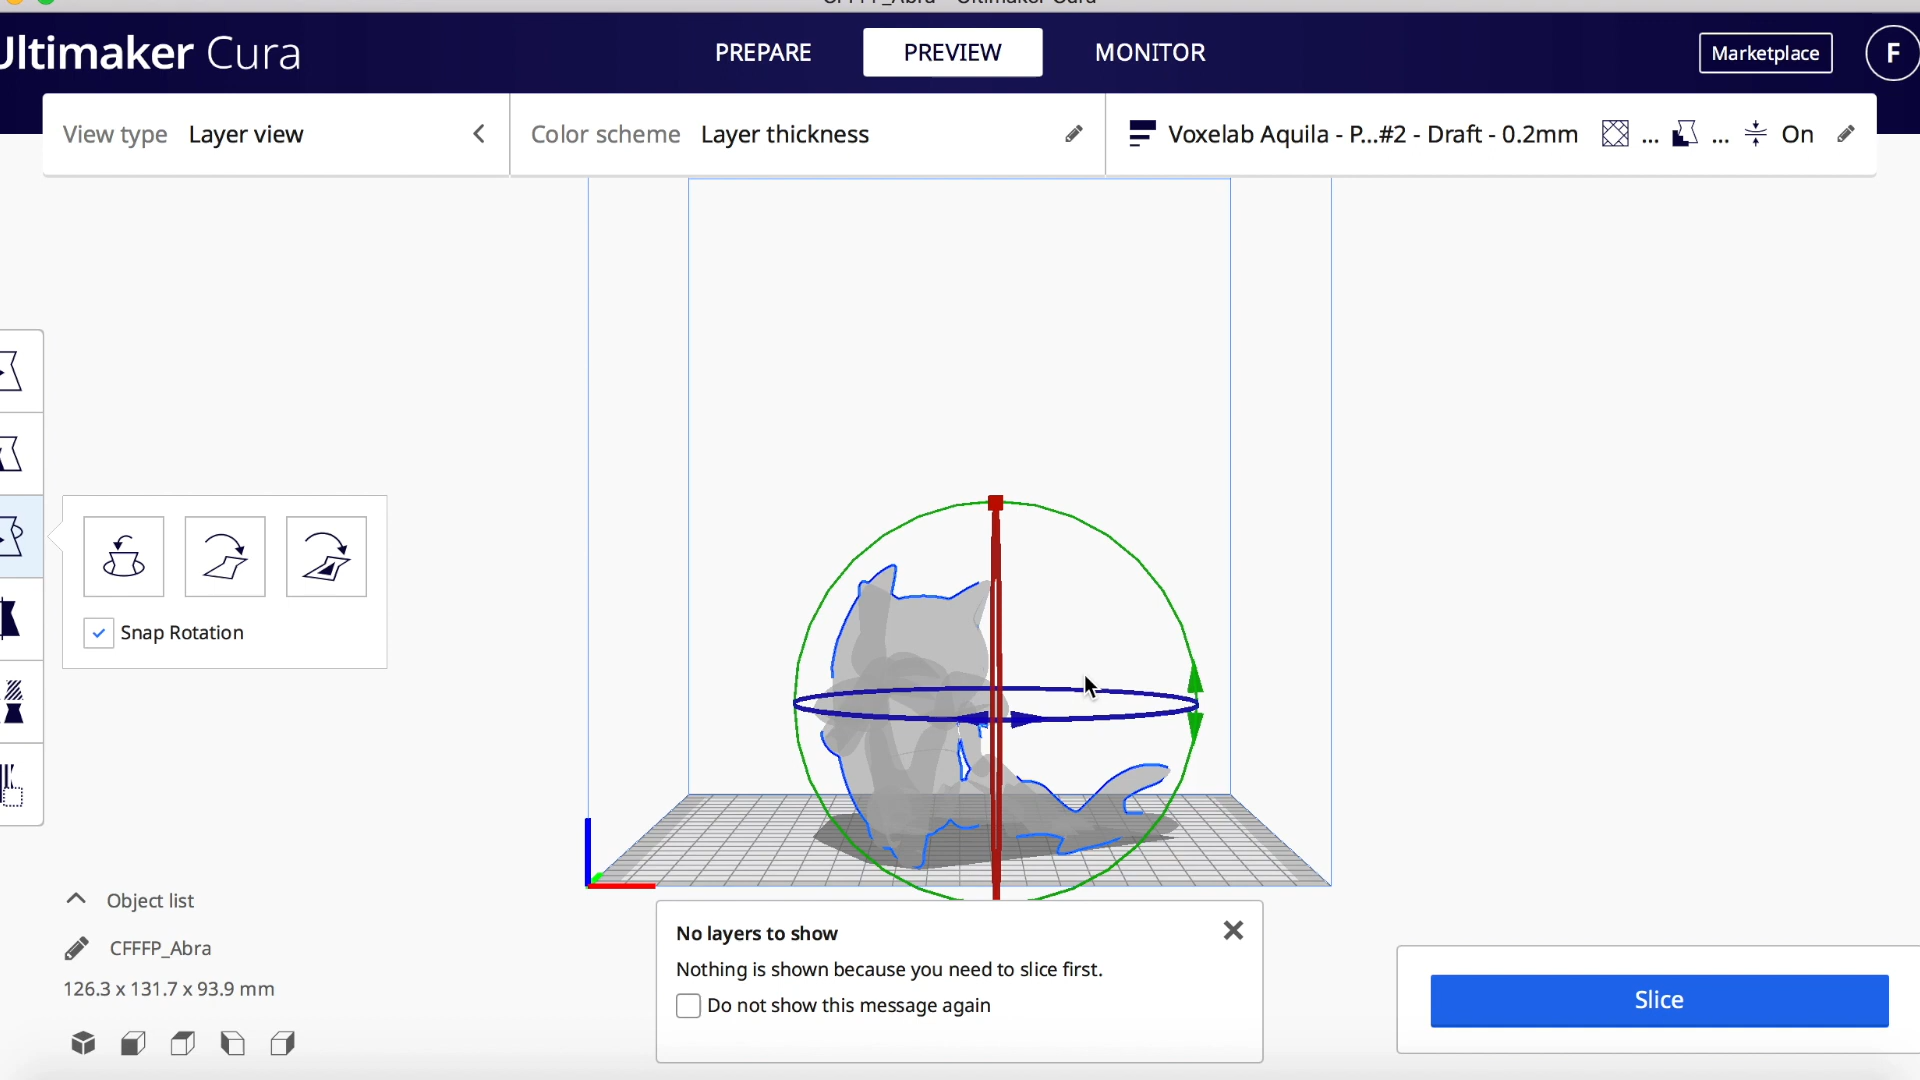 Ultimaker Cura
PREPARE
PREVIEW
MONITOR
Marketplace
F
View type Layer view
Color scheme Layer thickness
Voxelab Aquila - P...#2 - Draft - 0.2mm ... ... On
Snap Rotation
Object list
CFFFP_Abra
126.3 x 131.7 x 93.9 mm
No layers to show
Nothing is shown because you need to slice first.
Do not show this message again
Slice